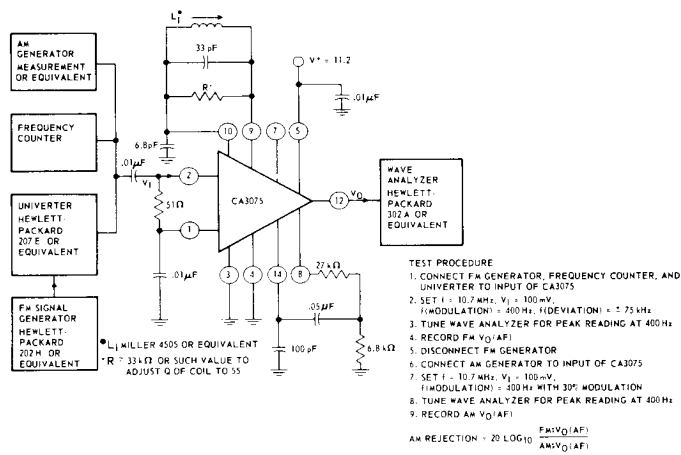 AM
GENERATOR
MEASUREMENT
OR EQUIVALENT
FREQUENCY
COUNTER
UNIVERTER
HEWLETT-
PACKARD
207 E OR
EQUIVALENT
FM SIGNAL
GENERATOR
HEWLETT-
PACKARD
202 H OR
EQUIVALENT
Li*
33 pF
R*
6.8pF
.01µF
VI
51Ω
.01µF
10
9
7
5
2
1
CA3075
12
3
4
14
8
V+ = 11.2
.01µF
VO
WAVE
ANALYZER
HEWLETT-
PACKARD
302 A OR
EQUIVALENT
27 kΩ
.05µF
100 pF
6.8 kΩ
• Li MILLER 4505 OR EQUIVALENT
*R = 33 kΩ OR SUCH VALUE TO
ADJUST Q OF COIL TO 55
TEST PROCEDURE
1. CONNECT FM GENERATOR, FREQUENCY COUNTER, AND
UNIVERTER TO INPUT OF CA3075
2. SET f = 10.7 MHz, VI = 100 mV,
f(MODULATION) = 400 Hz, f(DEVIATION) = ± 75 kHz
3. TUNE WAVE ANALYZER FOR PEAK READING AT 400 Hz
4. RECORD FM VO(AF)
5. DISCONNECT FM GENERATOR
6. CONNECT AM GENERATOR TO INPUT OF CA3075
7. SET f = 10.7 MHz, VI = 100 mV,
f(MODULATION) = 400 Hz WITH 30% MODULATION
8. TUNE WAVE ANALYZER FOR PEAK READING AT 400 Hz
9. RECORD AM VO(AF)
AM REJECTION = 20 LOG10 FM:VO(AF)
AM:VO(AF)